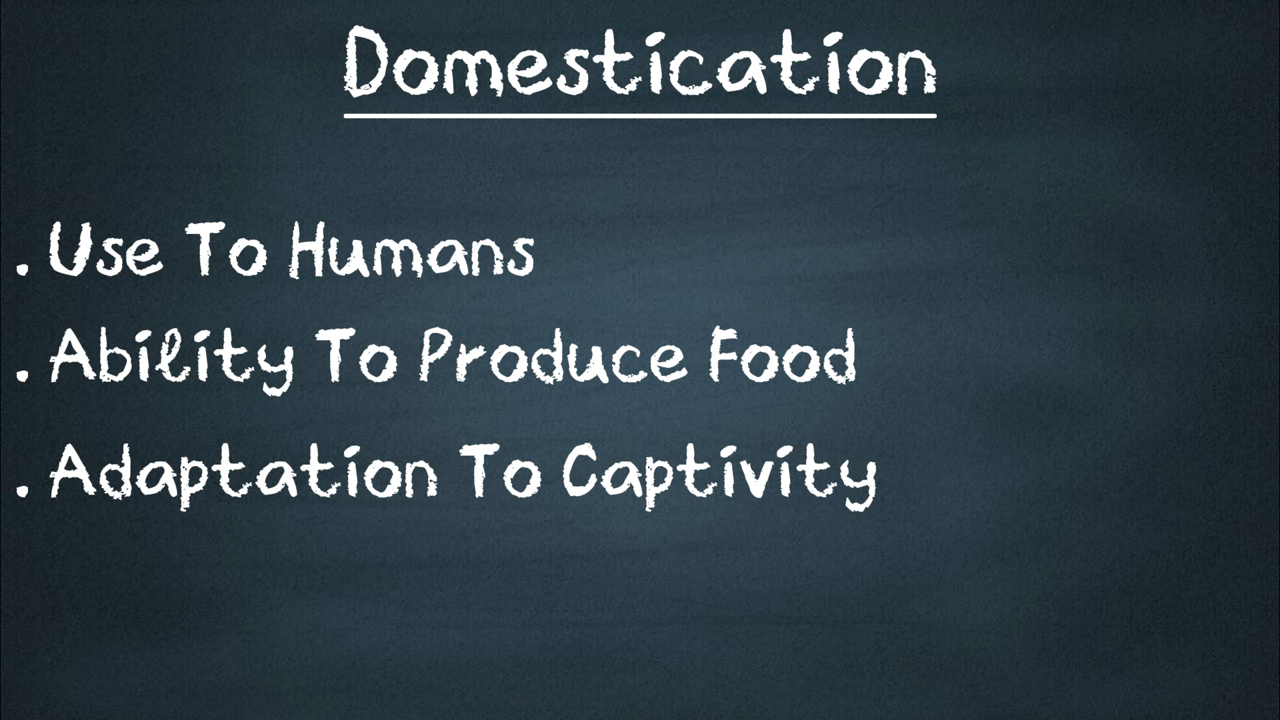 Domestication
. Use To Humans
. Ability To Produce Food
. Adaptation To Captivity